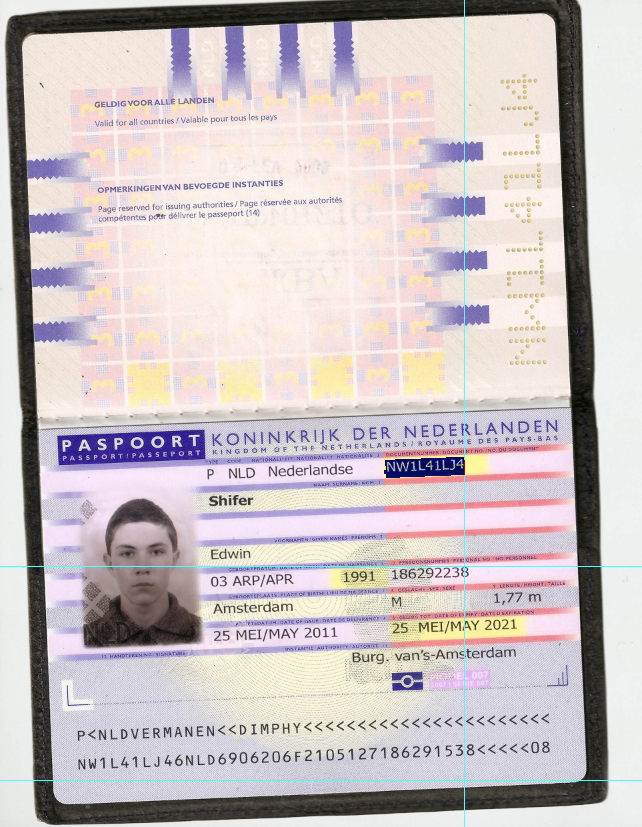 GELDIG VOOR ALLE LANDEN
Valid for all countries / Valable pour tous les pays
OPMERKINGEN VAN BEVOEGDE INSTANTIES
Page reserved for issuing authorities / Page réservée aux autorités
compétentes pour délivrer le passeport (14)
NW1L41LJ4
PASPOORT KONINKRIJK DER NEDERLANDEN
PASSPORT/PASSEPORT KINGDOM OF THE NETHERLANDS / ROYAUME DES PAYS-BAS
P NLD Nederlandse NW1L41LJ4
Shifer
Edwin
03 ARP/APR 1991 186292238
Amsterdam M 1,77 m
25 MEI/MAY 2011 25 MEI/MAY 2021
Burg. van's-Amsterdam
MODEL 007
P<NLDVERMANEN<<DIMPHY<<<<<<<<<<<<<<<<<<<<<<<
NW1L41LJ46NLD6906206F2105127186291538<<<<<08